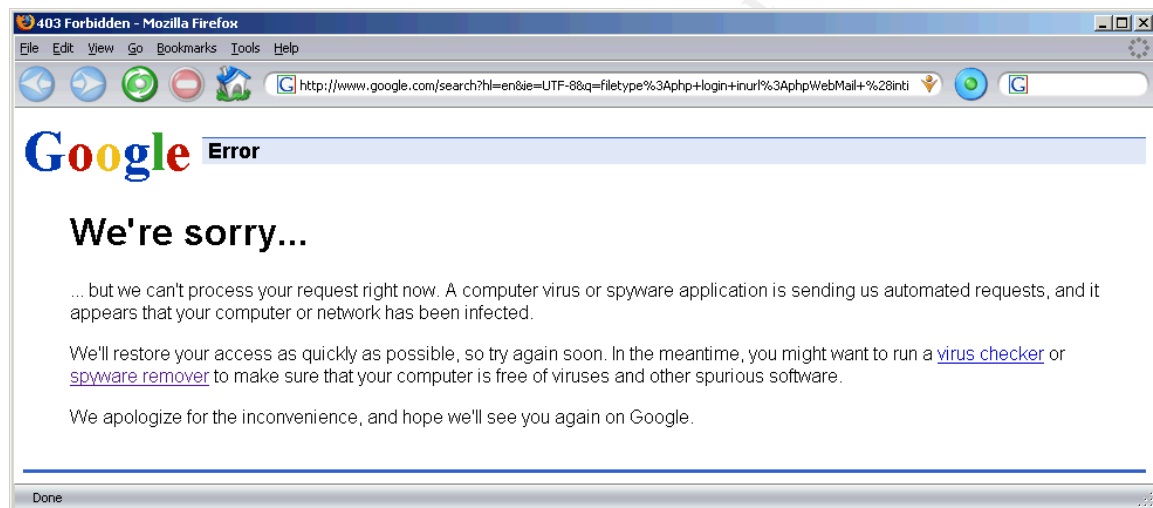 403 Forbidden - Mozilla Firefox
File Edit View Go Bookmarks Tools Help
G http://www.google.com/search?hl=en&ie=UTF-8&q=filetype%3Aphp+login+inurl%3AphpWebMail+%28inti G
Google Error
We're sorry...
... but we can't process your request right now. A computer virus or spyware application is sending us automated requests, and it
appears that your computer or network has been infected.
We'll restore your access as quickly as possible, so try again soon. In the meantime, you might want to run a virus checker or
spyware remover to make sure that your computer is free of viruses and other spurious software.
We apologize for the inconvenience, and hope we'll see you again on Google.
Done